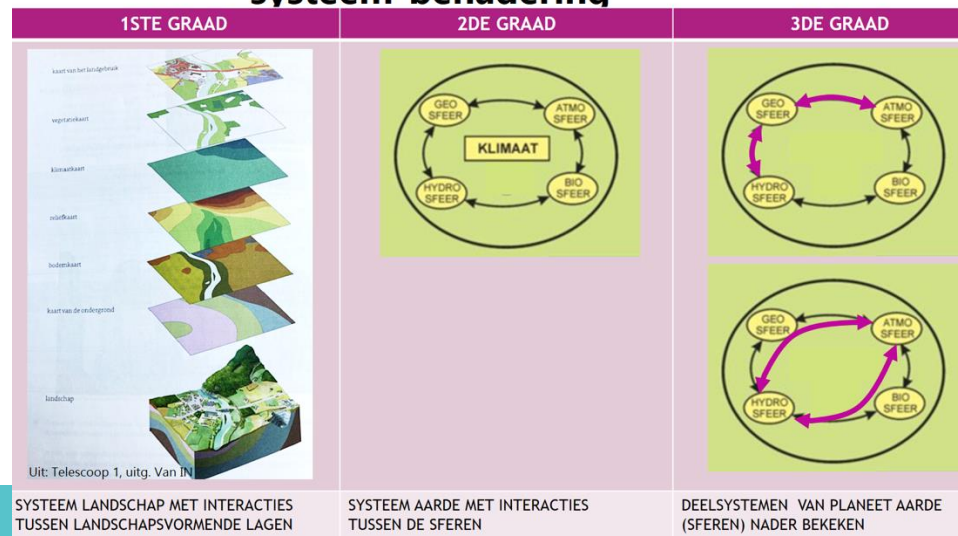 systeem-benadering
1STE GRAAD
2DE GRAAD
3DE GRAAD
kaart van het landgebruik
vegetatiekaart
klimaatkaart
reliefkaart
bodemkaart
kaart van de ondergrond
landschap
Uit: Telescoop 1, uitg. Van IN
GEO
SFEER
ATMO
SFEER
KLIMAAT
HYDRO
SFEER
BIO
SFEER
GEO
SFEER
ATMO
SFEER
HYDRO
SFEER
BIO
SFEER
GEO
SFEER
ATMO
SFEER
HYDRO
SFEER
BIO
SFEER
SYSTEEM LANDSCHAP MET INTERACTIES
TUSSEN LANDSCHAPSVORMENDE LAGEN
SYSTEEM AARDE MET INTERACTIES
TUSSEN DE SFEREN
DEELSYSTEMEN VAN PLANEET AARDE
(SFEREN) NADER BEKEKEN